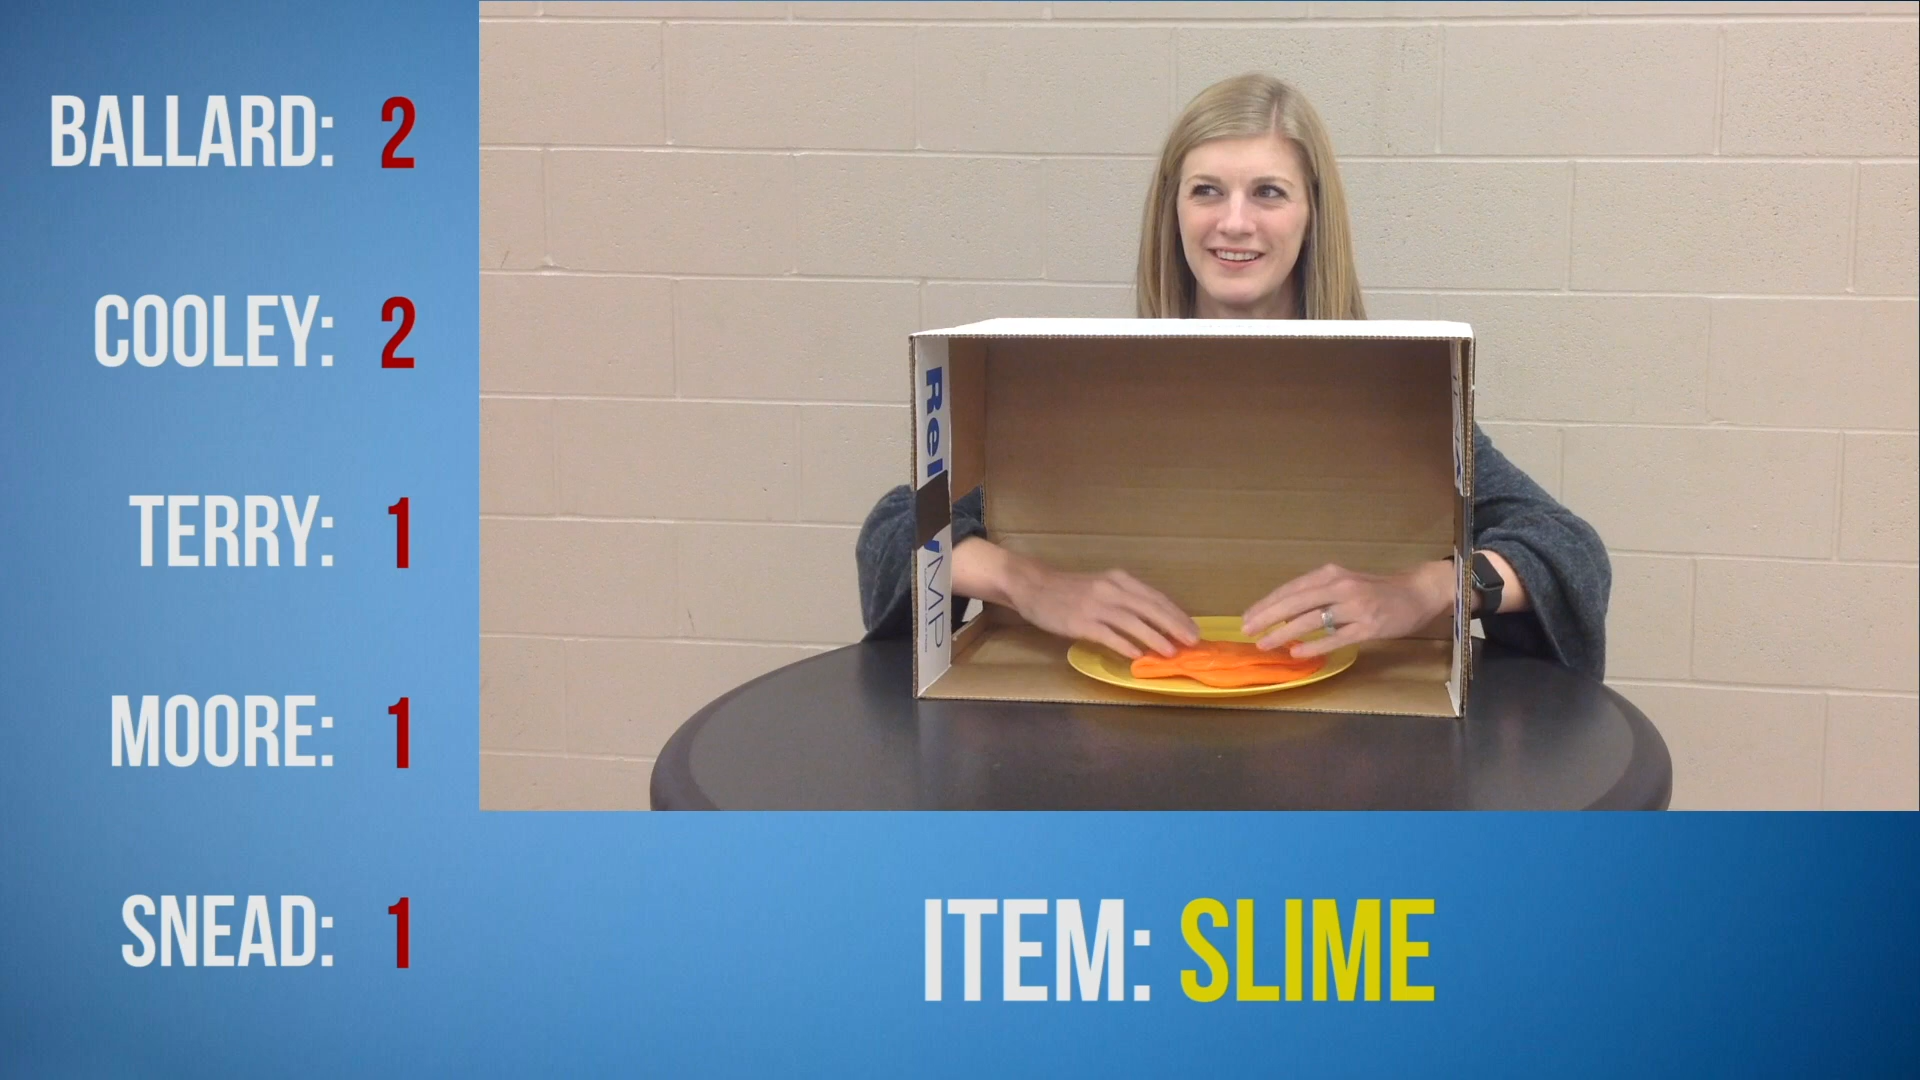 BALLARD: 2
COOLEY: 2
TERRY: 1
MOORE: 1
SNEAD: 1
ITEM: SLIME